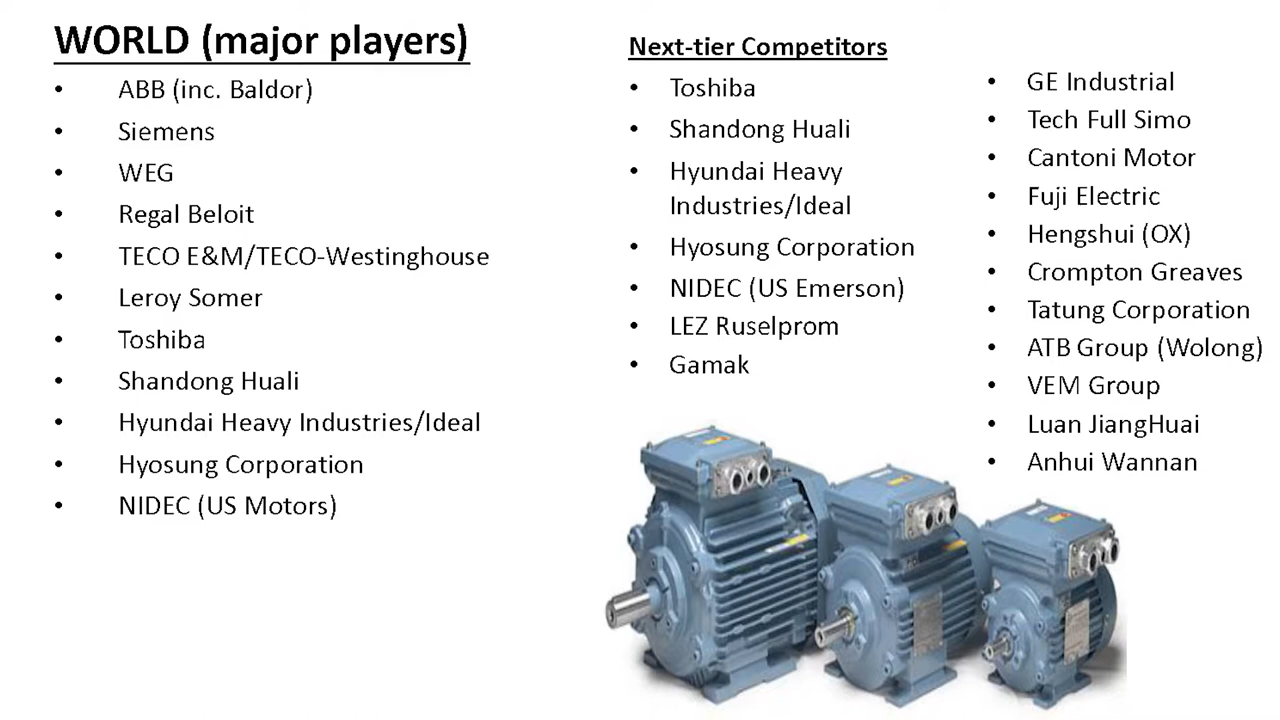 WORLD (major players)
• ABB (inc. Baldor)
• Siemens
• WEG
• Regal Beloit
• TECO E&M/TECO-Westinghouse
• Leroy Somer
• Toshiba
• Shandong Huali
• Hyundai Heavy Industries/Ideal
• Hyosung Corporation
• NIDEC (US Motors)
Next-tier Competitors
• Toshiba
• Shandong Huali
• Hyundai Heavy
Industries/Ideal
• Hyosung Corporation
• NIDEC (US Emerson)
• LEZ Ruselprom
• Gamak
• GE Industrial
• Tech Full Simo
• Cantoni Motor
• Fuji Electric
• Hengshui (OX)
• Crompton Greaves
• Tatung Corporation
• ATB Group (Wolong)
• VEM Group
• Luan JiangHuai
• Anhui Wannan